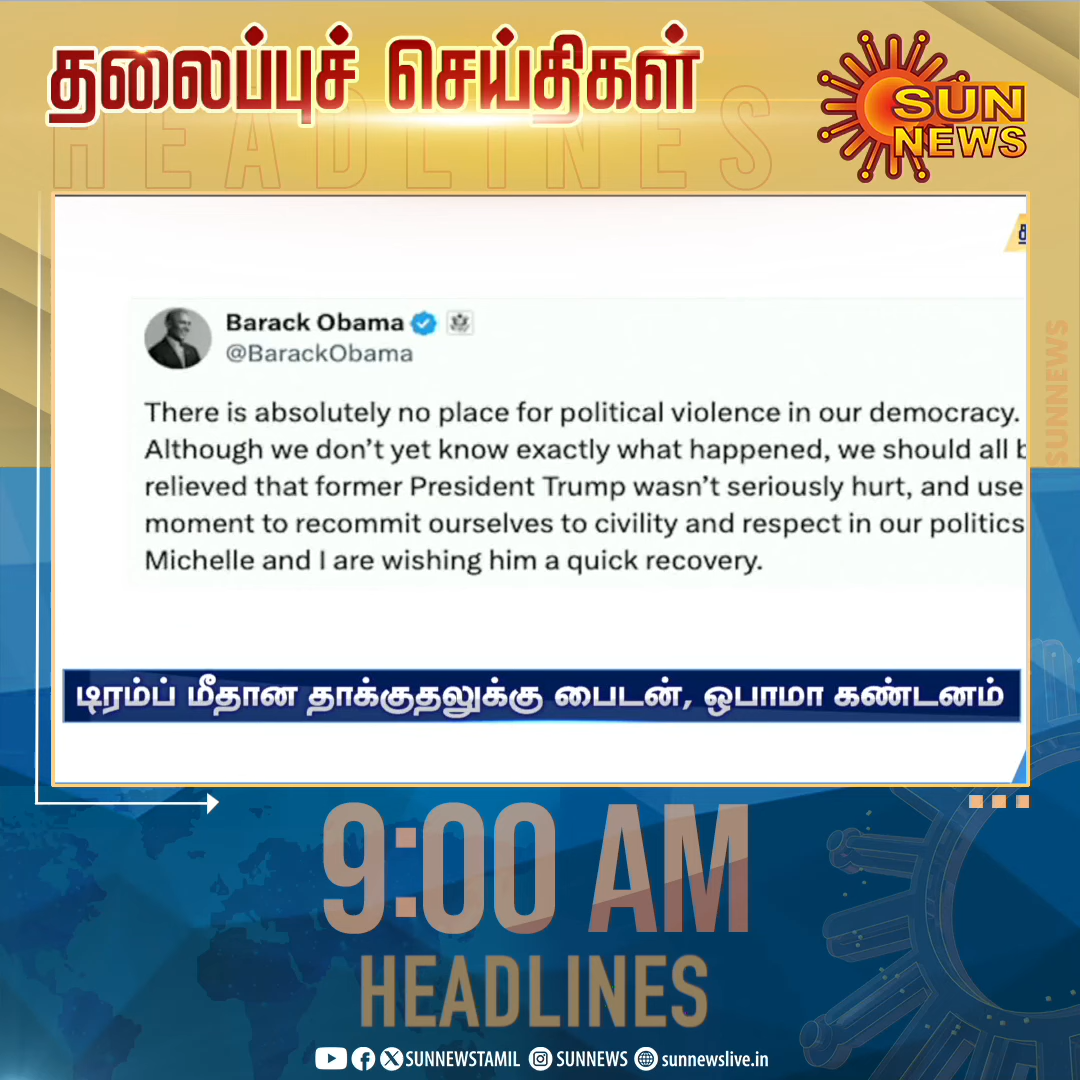 தலைப்புச் செய்திகள்
HEADLINES
SUN
NEWS
Barack Obama
@BarackObama
There is absolutely no place for political violence in our democracy.
Although we don't yet know exactly what happened, we should all
relieved that former President Trump wasn't seriously hurt, and use
moment to recommit ourselves to civility and respect in our politics
Michelle and I are wishing him a quick recovery.
SUNNEWS
டிரம்ப் மீதான தாக்குதலுக்கு பைடன், ஒபாமா கண்டனம்
9:00 AM
HEADLINES
SUNNEWSTAMIL SUNNEWS sunnewslive.in